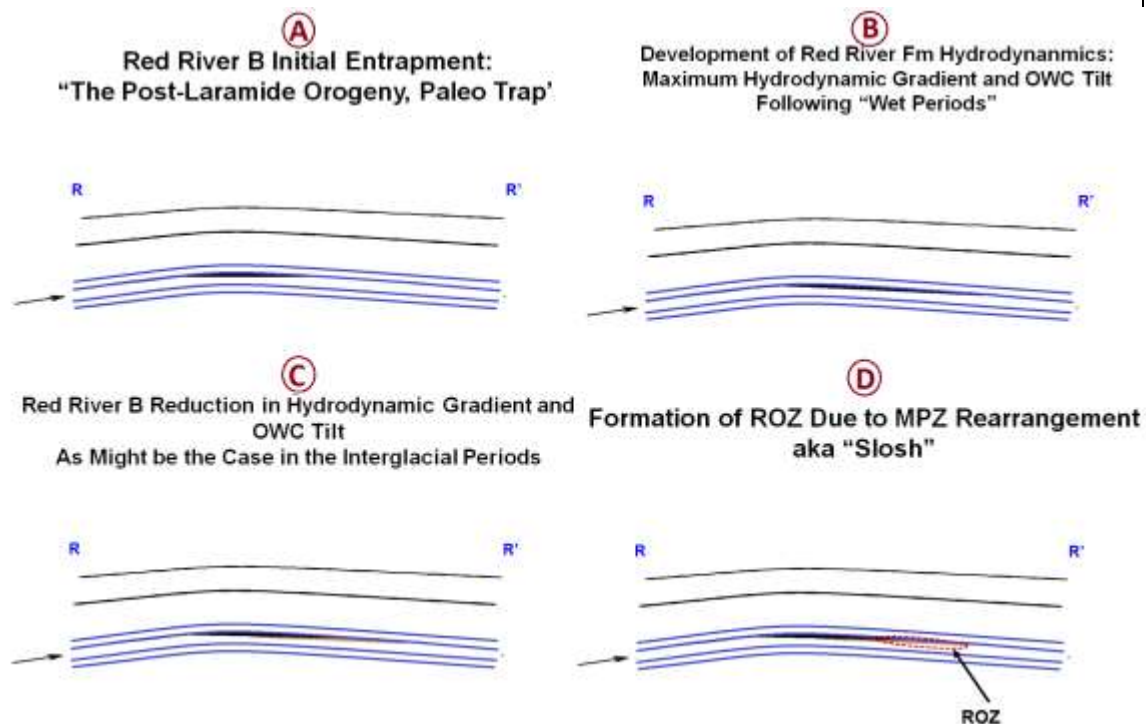 A
Red River B Initial Entrapment:
“The Post-Laramide Orogeny, Paleo Trap’
R
R'
B
Development of Red River Fm Hydrodynanmics:
Maximum Hydrodynamic Gradient and OWC Tilt
Following “Wet Periods”
R
R'
C
Red River B Reduction in Hydrodynamic Gradient and
OWC Tilt
As Might be the Case in the Interglacial Periods
R
R'
D
Formation of ROZ Due to MPZ Rearrangement
aka “Slosh”
R
R'
ROZ